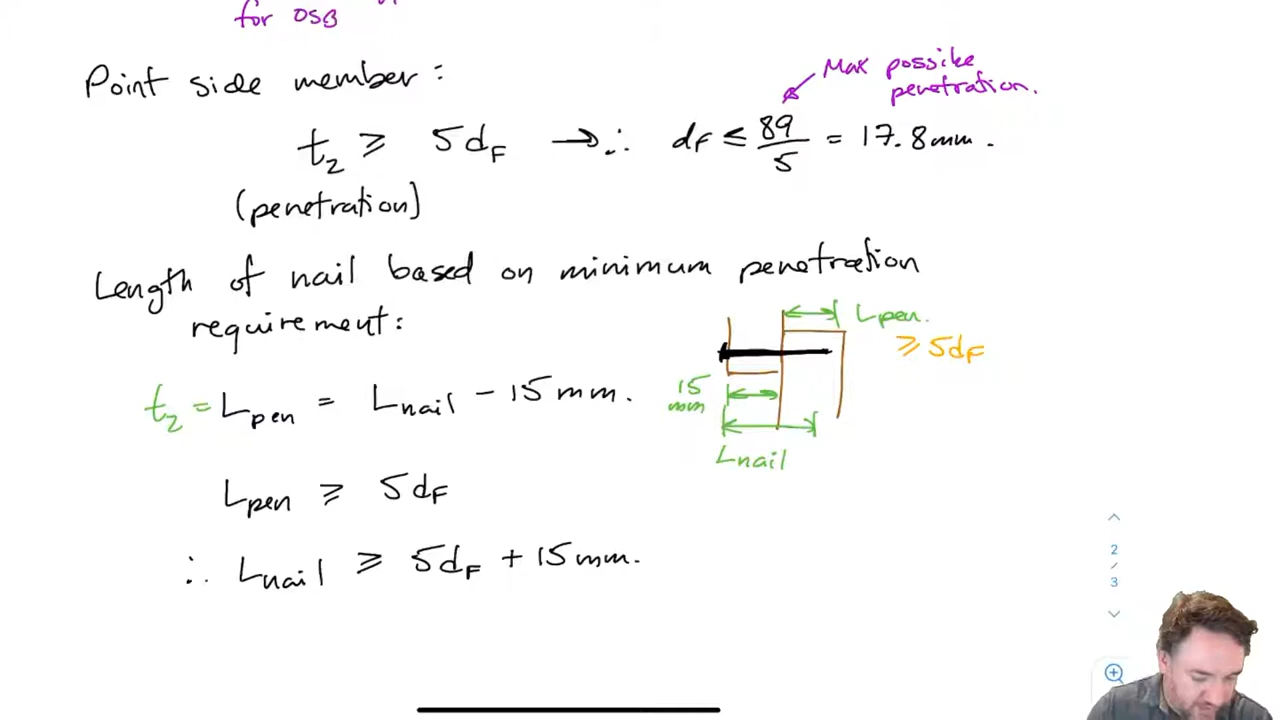 for OSB
Point side member:
Max possible
penetration.
t₂ ≥ 5dF → ∴ dF ≤ 89/5 = 17.8mm.
(penetration)
Length of nail based on minimum penetration
requirement:
Lpen.
≥ 5dF
t₂ = Lpen = Lnail - 15mm.
15
mm
Lnail
Lpen ≥ 5dF
∴ Lnail ≥ 5dF + 15mm.
2
/
3